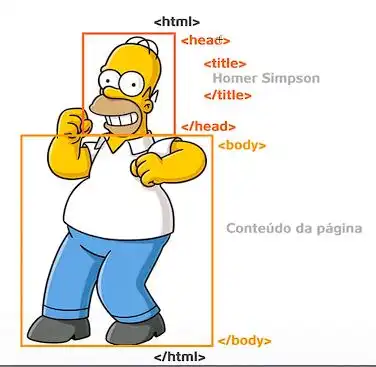 <html>
<head>
<title>
Homer Simpson
</title>
</head>
<body>
Conteúdo da página
</body>
</html>